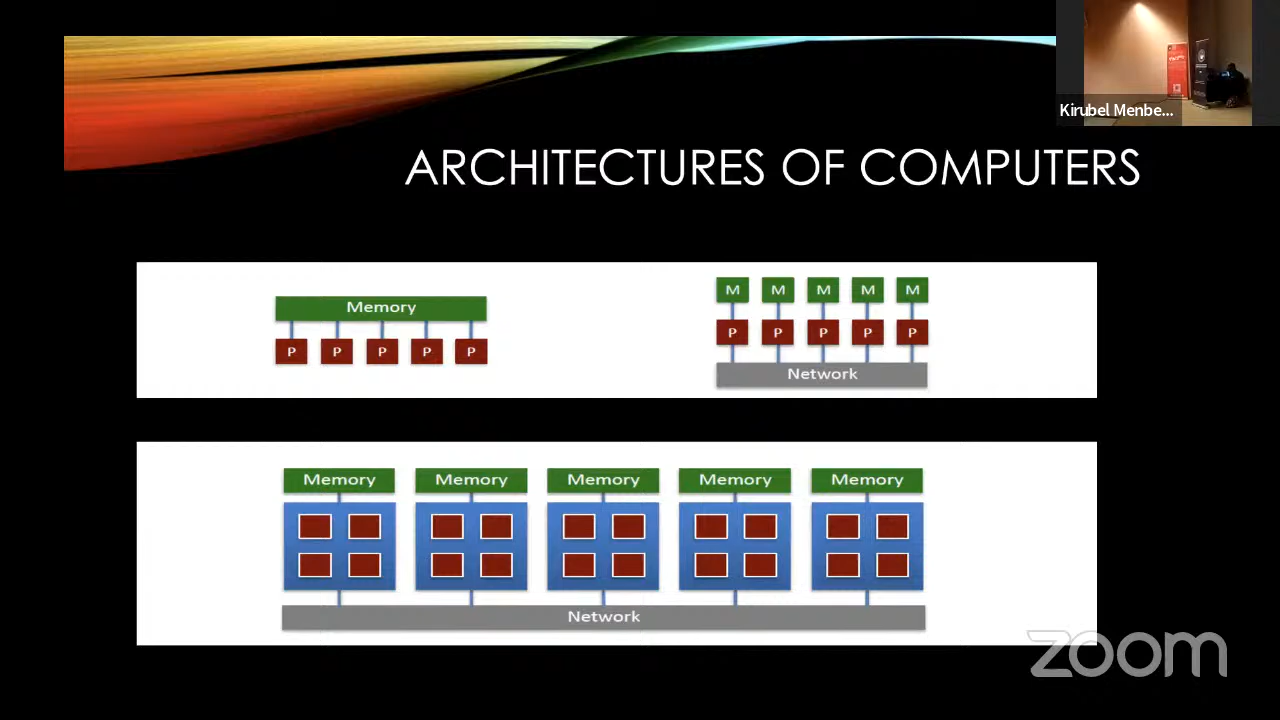 Kirubel Menbe...
ARCHITECTURES OF COMPUTERS
Memory
P P P P P
M M M M M
P P P P P
Network
Memory Memory Memory Memory Memory
Network
zoom